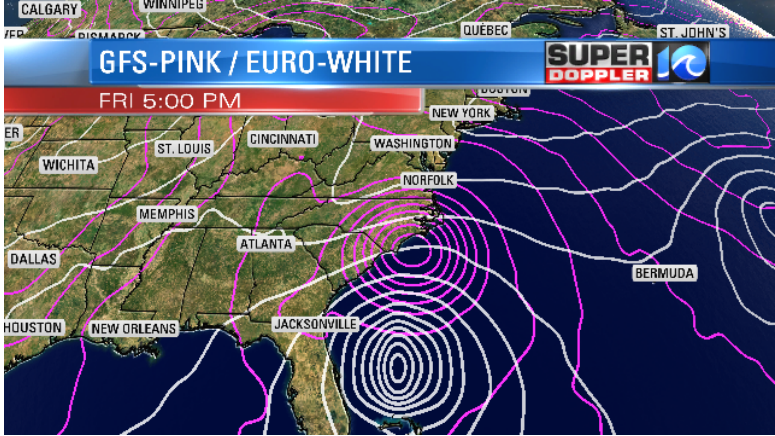 CALGARY
WINNIPEG
BISMARCK
QUÉBEC
ST. JOHN'S
GFS-PINK / EURO-WHITE
SUPER
DOPPLER 10
FRI 5:00 PM
BOSTON
NEW YORK
CINCINNATI
WASHINGTON
ST. LOUIS
WICHITA
NORFOLK
MEMPHIS
ATLANTA
DALLAS
BERMUDA
HOUSTON
NEW ORLEANS
JACKSONVILLE